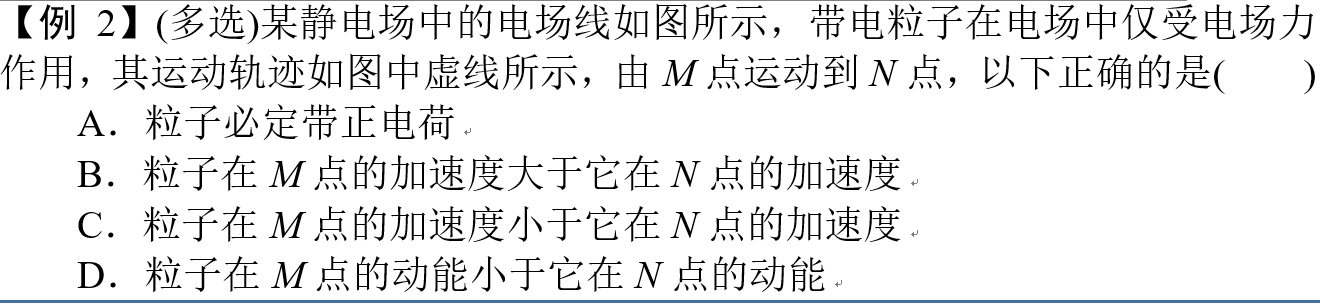 【例 2】(多选)某静电场中的电场线如图所示，带电粒子在电场中仅受电场力
作用，其运动轨迹如图中虚线所示，由 M 点运动到 N 点，以下正确的是(　　)
A．粒子必定带正电荷
B．粒子在 M 点的加速度大于它在 N 点的加速度
C．粒子在 M 点的加速度小于它在 N 点的加速度
D．粒子在 M 点的动能小于它在 N 点的动能